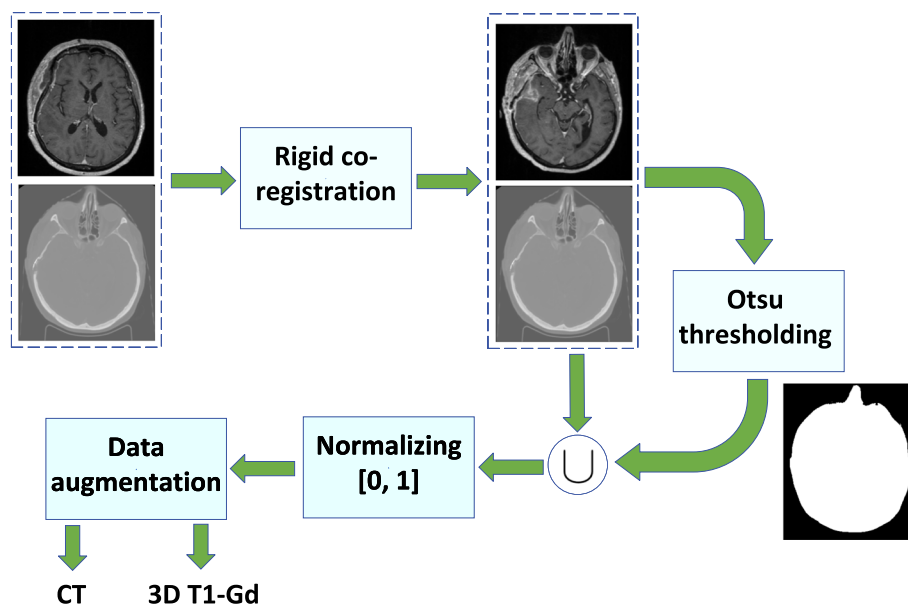 Rigid co-
registration
Otsu
thresholding
Data
augmentation
Normalizing
[0, 1]
U
CT
3D T1-Gd